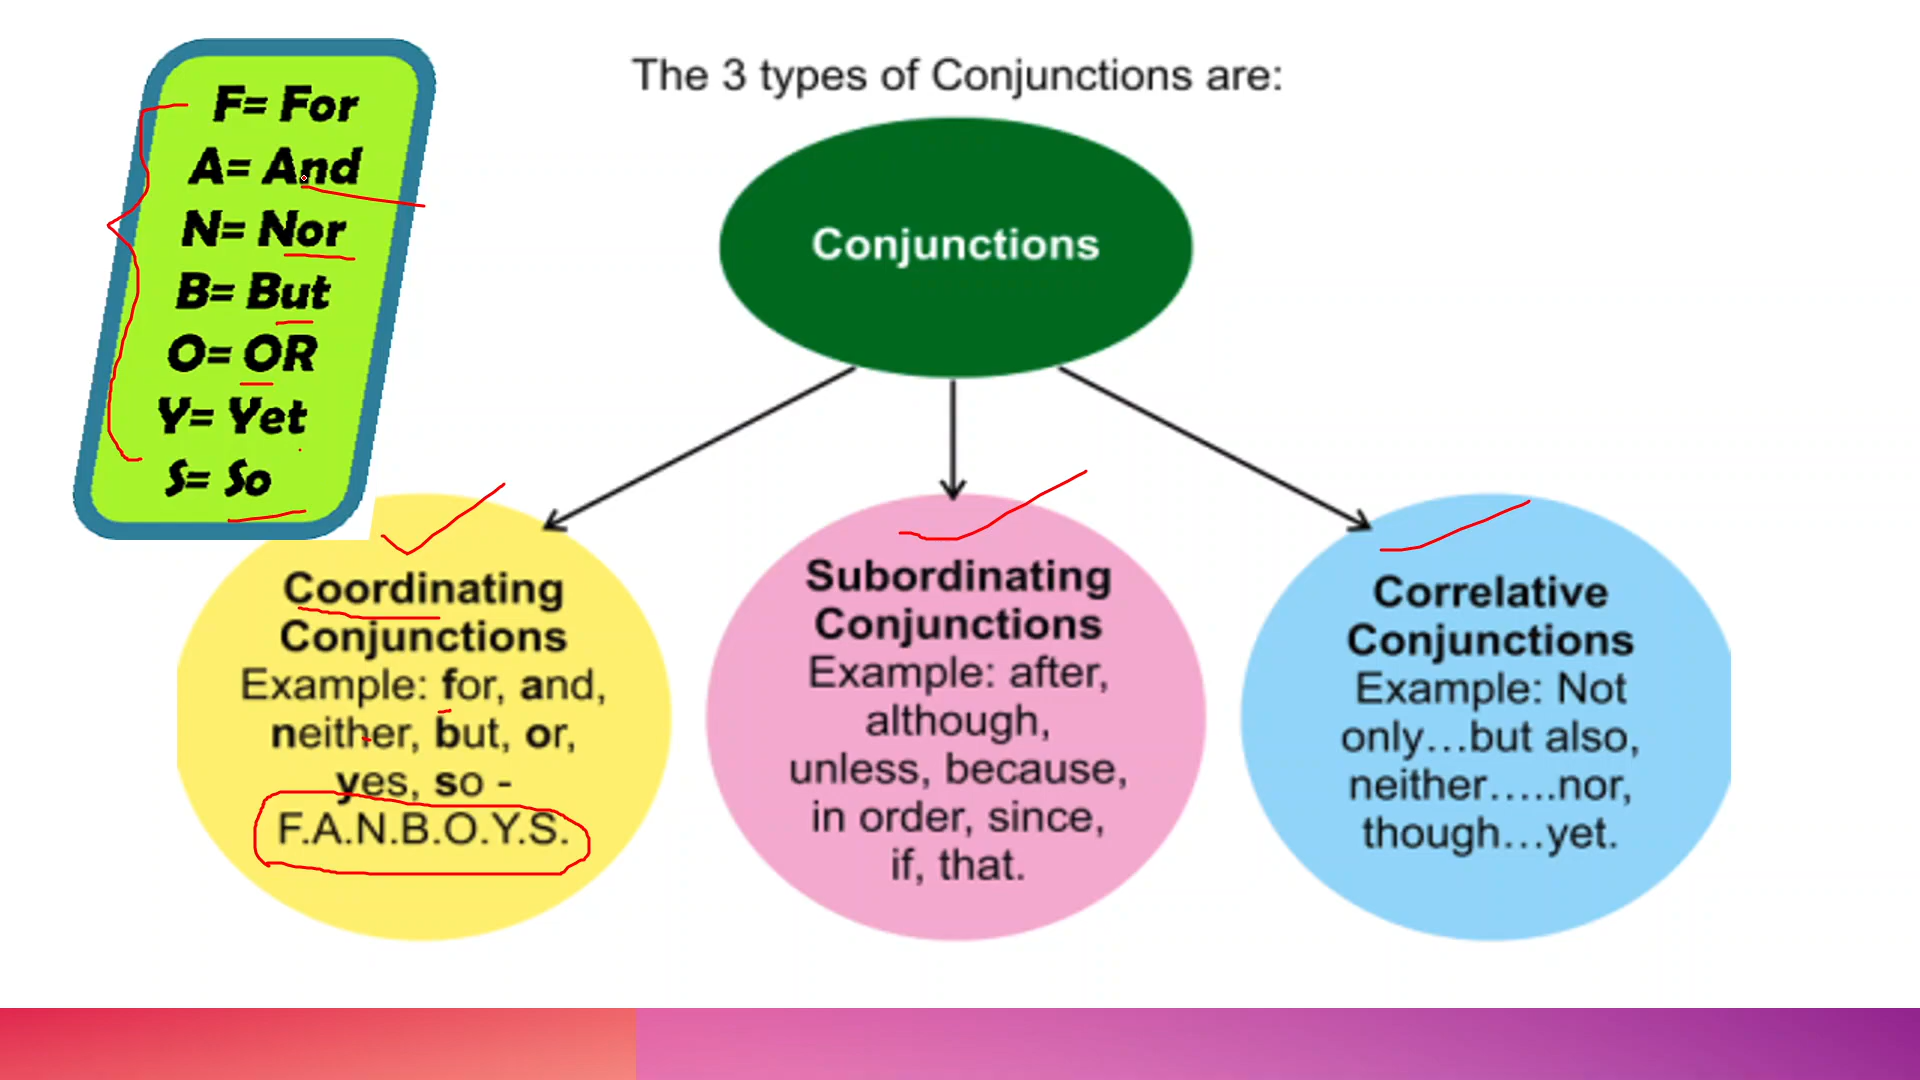 The 3 types of Conjunctions are:
F= For
A= And
N= Nor
B= But
O= OR
Y= Yet
S= So
Conjunctions
Coordinating
Conjunctions
Example: for, and,
neither, but, or,
yes, so -
F.A.N.B.O.Y.S.
Subordinating
Conjunctions
Example: after,
although,
unless, because,
in order, since,
if, that.
Correlative
Conjunctions
Example: Not
only...but also,
neither.....nor,
though...yet.